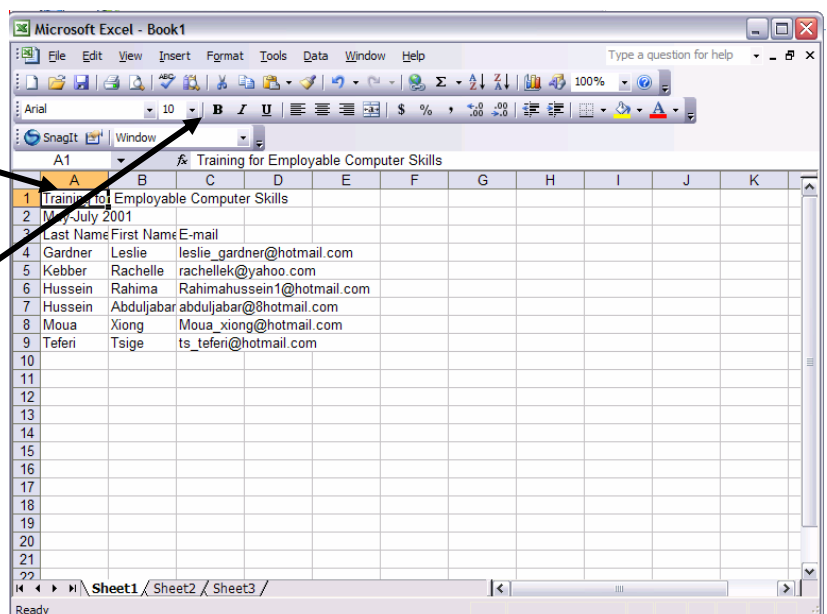 Microsoft Excel - Book1
File Edit View Insert Format Tools Data Window Help Type a question for help
100%
Arial 10 B I U $ % , A
SnagIt Window
A1 fx Training for Employable Computer Skills
A B C D E F G H I J K
1 Training for Employable Computer Skills
2 May-July 2001
3 Last Name First Name E-mail
4 Gardner Leslie leslie_gardner@hotmail.com
5 Kebber Rachelle rachellek@yahoo.com
6 Hussein Rahima Rahimahussein1@hotmail.com
7 Hussein Abduljabar abduljabar@8hotmail.com
8 Moua Xiong Moua_xiong@hotmail.com
9 Teferi Tsige ts_teferi@hotmail.com
10
11
12
13
14
15
16
17
18
19
20
21
22
Sheet1 Sheet2 Sheet3
Ready